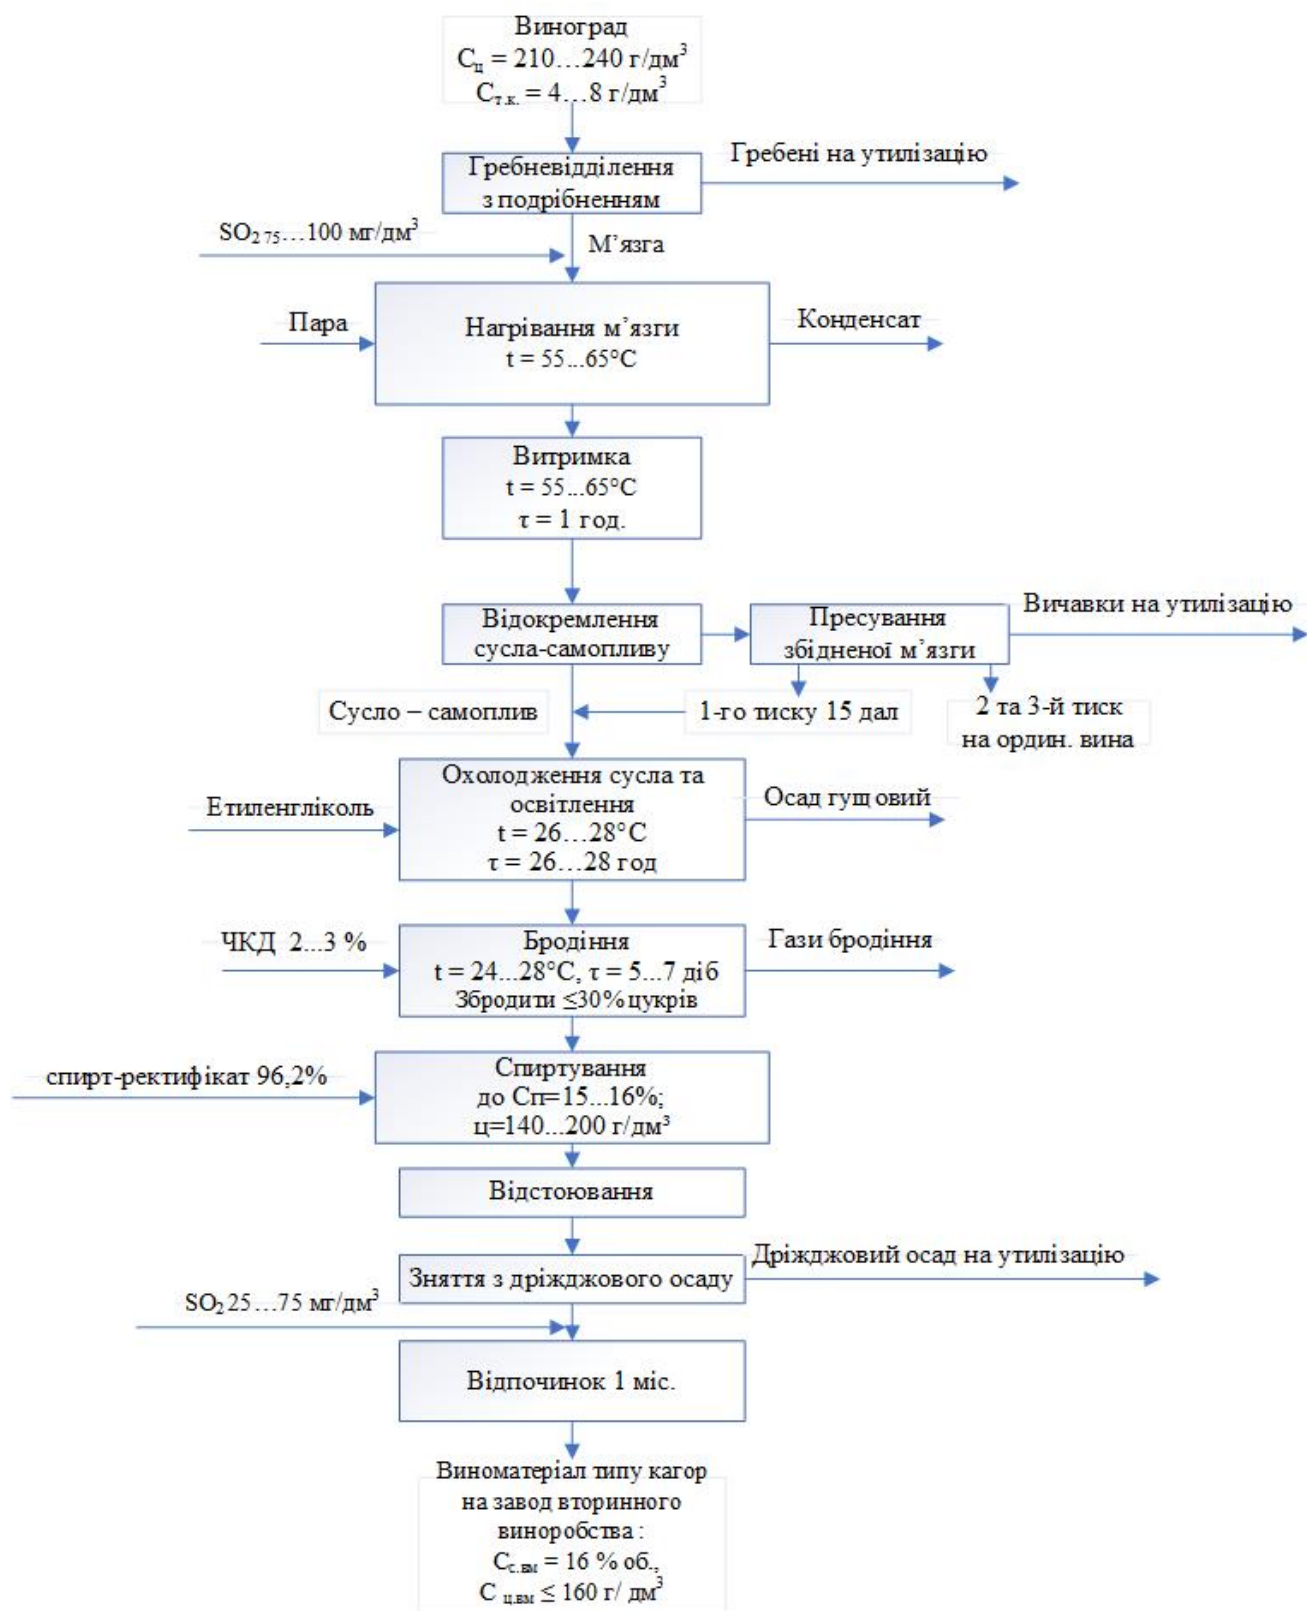 Виноград
Сц = 210…240 г/дм³
Ст.к. = 4…8 г/дм³
Гребневідділення
з подрібненням
Гребені на утилізацію
SO₂ 75…100 мг/дм³
М’язга
Пара
Нагрівання м’язги
t = 55...65°C
Конденсат
Витримка
t = 55...65°C
τ = 1 год.
Відокремлення
сусла-самопливу
Пресування
збідненої м’язги
Вичавки на утилізацію
Сусло – самоплив
1-го тиску 15 дал
2 та 3-й тиск
на ордин. вина
Етиленгліколь
Охолодження сусла та
освітлення
t = 26…28°C
τ = 26…28 год
Осад гущовий
ЧКД 2...3 %
Бродіння
t = 24...28°C, τ = 5...7 діб
Збродити ≤30% цукрів
Гази бродіння
спирт-ректифікат 96,2%
Спиртування
до Сп=15...16%;
ц=140...200 г/дм³
Відстоювання
Зняття з дріжджового осаду
Дріжджовий осад на утилізацію
SO₂ 25…75 мг/дм³
Відпочинок 1 міс.
Виноматеріал типу кагор
на завод вторинного
виноробства :
Сс.вм = 16 % об.,
С ц.вм ≤ 160 г/ дм³